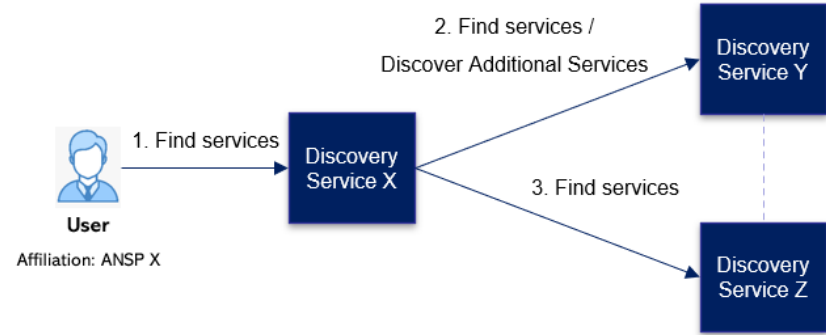 2. Find services /
Discover Additional Services
Discovery
Service Y
1. Find services
Discovery
Service X
3. Find services
User
Affiliation: ANSP X
Discovery
Service Z